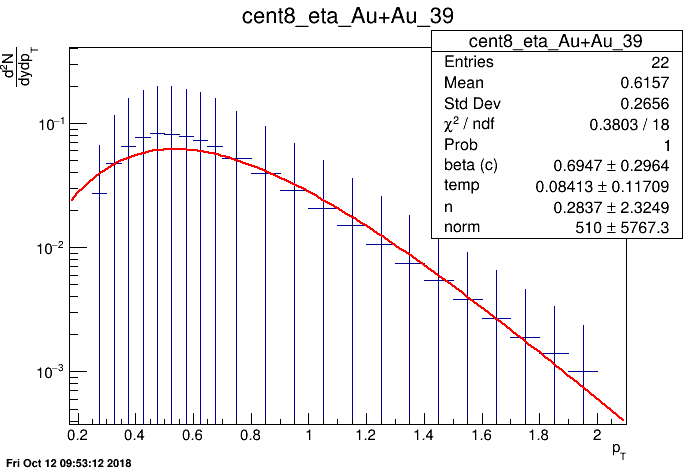 cent8_eta_Au+Au_39
d²N
dydp_T
cent8_eta_Au+Au_39
Entries 22
Mean 0.6157
Std Dev 0.2656
χ² / ndf 0.3803 / 18
Prob 1
beta (c) 0.6947 ± 0.2964
temp 0.08413 ± 0.11709
n 0.2837 ± 2.3249
norm 510 ± 5767.3
10⁻¹
10⁻²
10⁻³
0.2 0.4 0.6 0.8 1 1.2 1.4 1.6 1.8 2
p_T
Fri Oct 12 09:53:12 2018